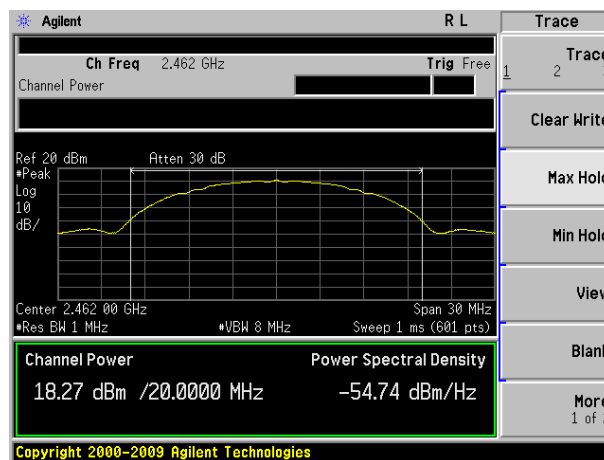 Agilent R L Trace
Ch Freq 2.462 GHz Trig Free
Channel Power
Trace
1 2
Clear Write
Max Hold
Min Hold
View
Blank
More
1 of
Ref 20 dBm Atten 30 dB
#Peak
Log
10
dB/
Center 2.462 00 GHz Span 30 MHz
#Res BW 1 MHz #VBW 8 MHz Sweep 1 ms (601 pts)
Channel Power Power Spectral Density
18.27 dBm /20.0000 MHz -54.74 dBm/Hz
Copyright 2000-2009 Agilent Technologies